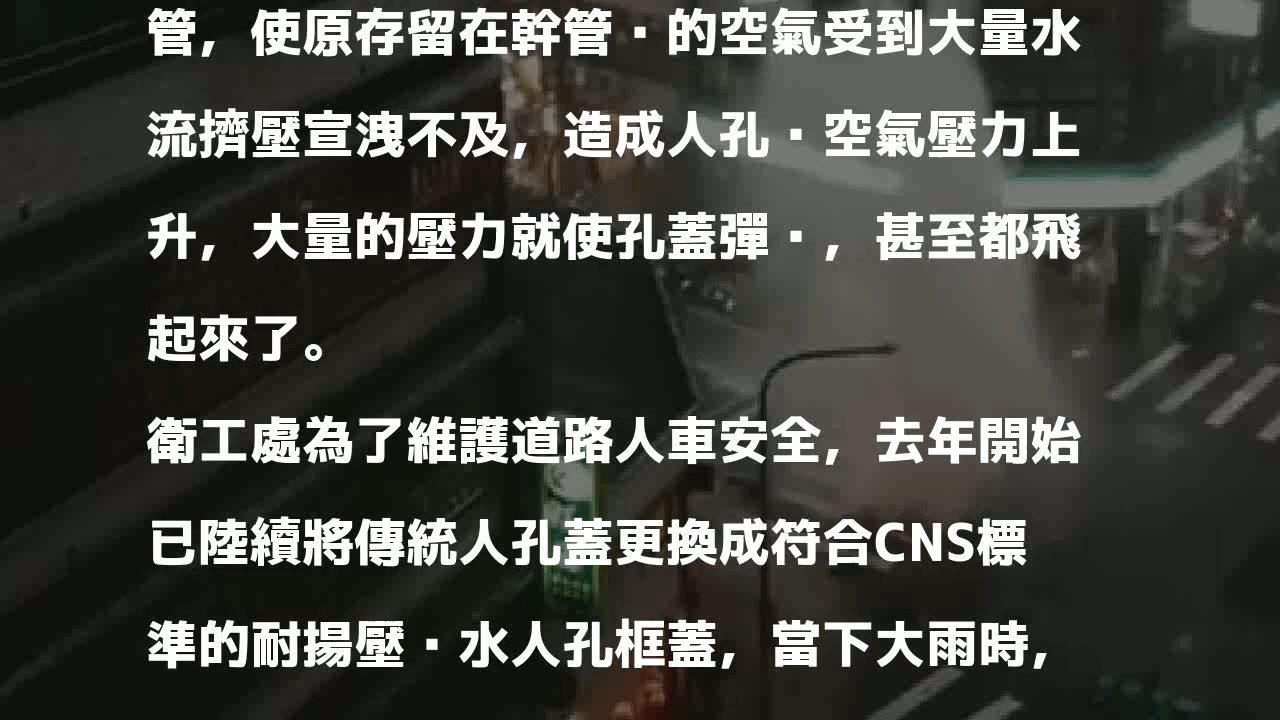 管，使原存留在幹管▪的空氣受到大量水
流擠壓宣洩不及，造成人孔▪空氣壓力上
升，大量的壓力就使孔蓋彈▪，甚至都飛
起來了。
衛工處為了維護道路人車安全，去年開始
已陸續將傳統人孔蓋更換成符合CNS標
準的耐揚壓▪水人孔框蓋，當下大雨時，